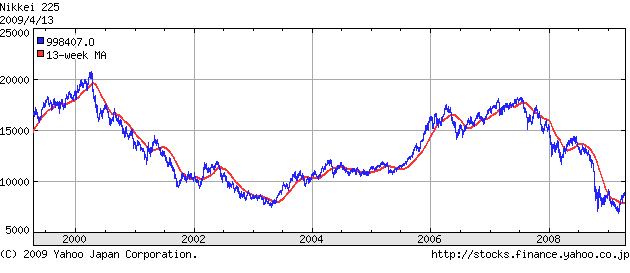 Nikkei 225
2009/4/13
25000
998407.O
13-week MA
20000
15000
10000
5000
2000 2002 2004 2006 2008
(C) 2009 Yahoo Japan Corporation. http://stocks.finance.yahoo.co.jp